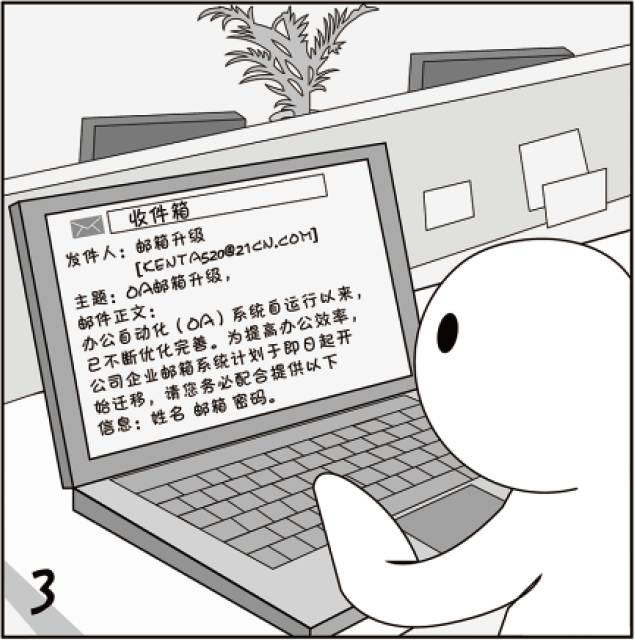 收件箱
发件人：邮箱升级
[KENTA520@21CN.COM]
主题：OA邮箱升级，
邮件正文：
办公自动化（OA）系统自运行以来，
已不断优化完善。为提高办公效率，
公司企业邮箱系统计划于即日起开
始迁移，请您务必配合提供以下
信息：姓名 邮箱 密码。
3